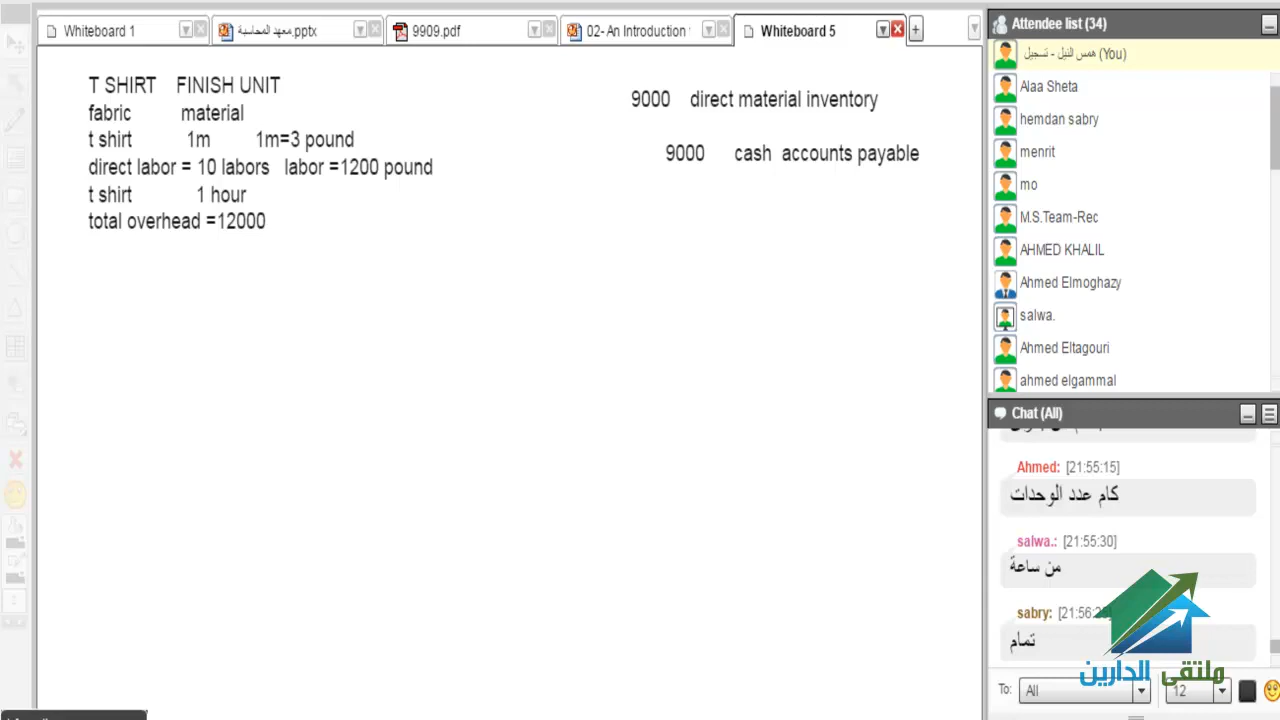 Whiteboard 1
معهد المحاسبة.pptx
9909.pdf
02- An Introduction
Whiteboard 5
T SHIRT FINISH UNIT
fabric material
t shirt 1m 1m=3 pound
direct labor = 10 labors labor =1200 pound
t shirt 1 hour
total overhead =12000
9000 direct material inventory
9000 cash accounts payable
Attendee list (34)
همس النيل - تسجيل (You)
Alaa Sheta
hemdan sabry
menrit
mo
M.S.Team-Rec
AHMED KHALIL
Ahmed Elmoghazy
salwa.
Ahmed Eltagouri
ahmed elgammal
Chat (All)
Ahmed: [21:55:15]
كام عدد الوحدات
salwa.: [21:55:30]
من ساعة
sabry: [21:56:
تمام
ملتقى الدارين
To: All
12